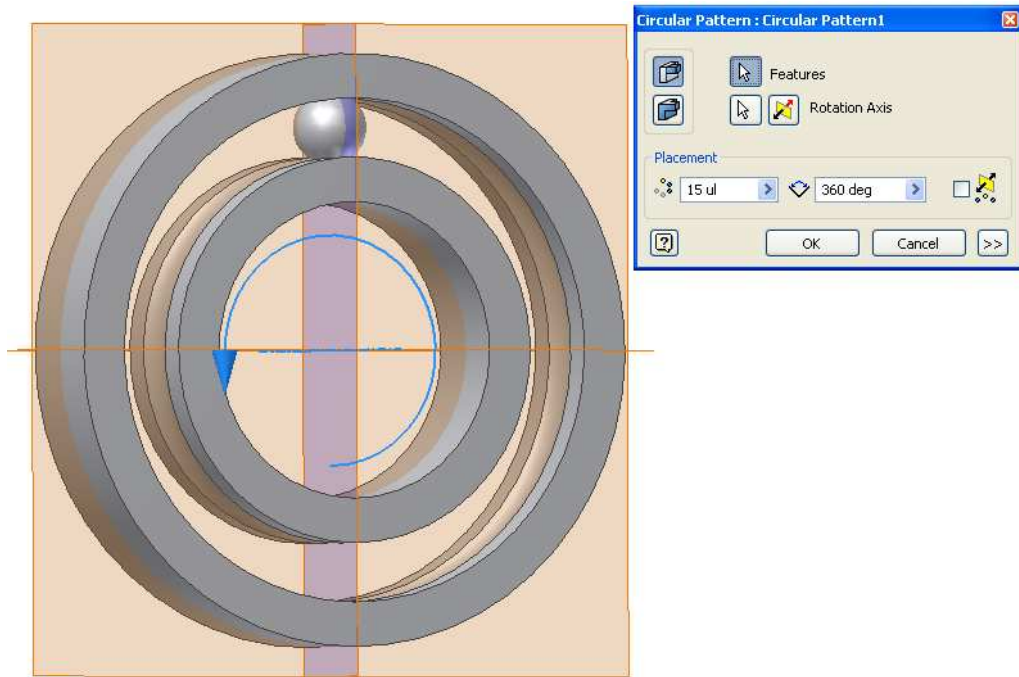 Circular Pattern : Circular Pattern1
Features
Rotation Axis
Placement
15 ul
360 deg
OK
Cancel
>>